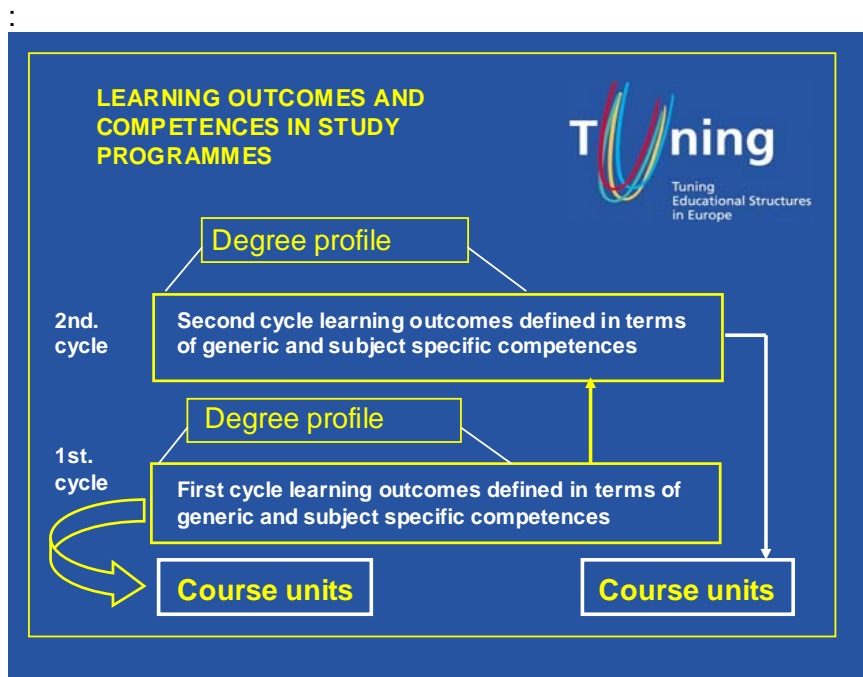 :
LEARNING OUTCOMES AND
COMPETENCES IN STUDY
PROGRAMMES
Tuning
Tuning
Educational Structures
in Europe
Degree profile
2nd.
cycle
Second cycle learning outcomes defined in terms
of generic and subject specific competences
Degree profile
1st.
cycle
First cycle learning outcomes defined in terms of
generic and subject specific competences
Course units
Course units